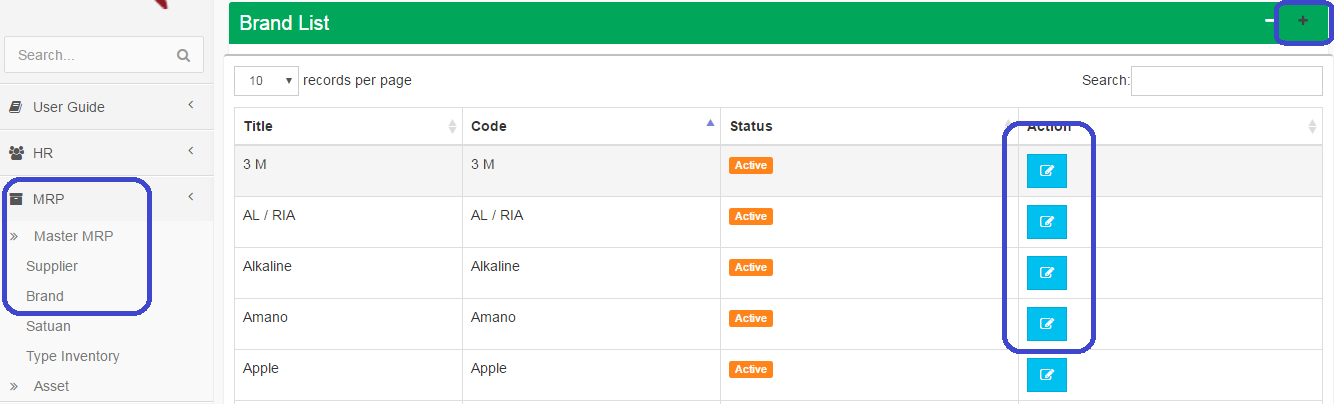 Brand List
Search...
10 records per page
Search:
User Guide
Title Code Status Action
HR
3 M 3 M Active
MRP
AL / RIA AL / RIA Active
Master MRP
Supplier
Alkaline Alkaline Active
Brand
Amano Amano Active
Satuan
Type Inventory
Apple Apple Active
Asset